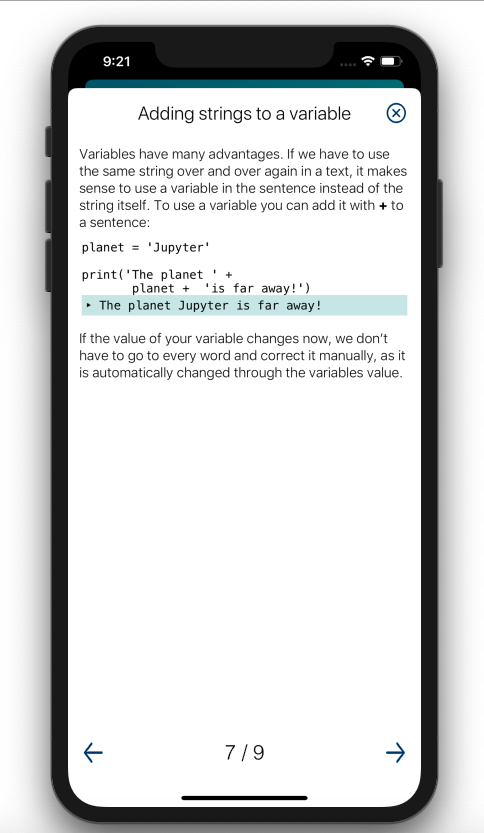 9:21
Adding strings to a variable
Variables have many advantages. If we have to use
the same string over and over again in a text, it makes
sense to use a variable in the sentence instead of the
string itself. To use a variable you can add it with + to
a sentence:
planet = 'Jupyter'
print('The planet ' +
planet +  'is far away!')
▸ The planet Jupyter is far away!
If the value of your variable changes now, we don't
have to go to every word and correct it manually, as it
is automatically changed through the variables value.
7 / 9